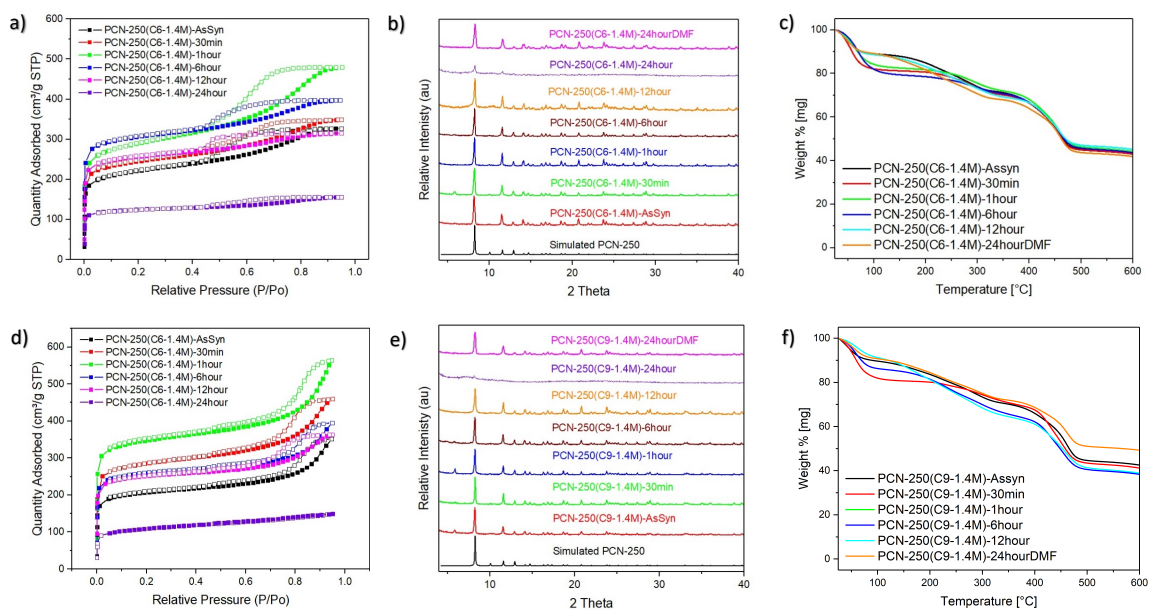 a)
600
500
400
300
200
100
0
Quantity Adsorbed (cm³/g STP)
PCN-250(C6-1.4M)-AsSyn
PCN-250(C6-1.4M)-30min
PCN-250(C6-1.4M)-1hour
PCN-250(C6-1.4M)-6hour
PCN-250(C6-1.4M)-12hour
PCN-250(C6-1.4M)-24hour
0.0 0.2 0.4 0.6 0.8 1.0
Relative Pressure (P/Po)
b)
Relative Intenisty (au)
PCN-250(C6-1.4M)-24hourDMF
PCN-250(C6-1.4M)-24hour
PCN-250(C6-1.4M)-12hour
PCN-250(C6-1.4M)-6hour
PCN-250(C6-1.4M)-1hour
PCN-250(C6-1.4M)-30min
PCN-250(C6-1.4M)-AsSyn
Simulated PCN-250
10 20 30 40
2 Theta
c)
100
80
60
40
20
0
Weight % [mg]
PCN-250(C6-1.4M)-Assyn
PCN-250(C6-1.4M)-30min
PCN-250(C6-1.4M)-1hour
PCN-250(C6-1.4M)-6hour
PCN-250(C6-1.4M)-12hour
PCN-250(C6-1.4M)-24hourDMF
100 200 300 400 500 600
Temperature [°C]
d)
600
500
400
300
200
100
0
Quantity Adsorbed (cm³/g STP)
PCN-250(C6-1.4M)-AsSyn
PCN-250(C6-1.4M)-30min
PCN-250(C6-1.4M)-1hour
PCN-250(C6-1.4M)-6hour
PCN-250(C6-1.4M)-12hour
PCN-250(C6-1.4M)-24hour
0.0 0.2 0.4 0.6 0.8 1.0
Relative Pressure (P/Po)
e)
Relative Intenisty (au)
PCN-250(C9-1.4M)-24hourDMF
PCN-250(C9-1.4M)-24hour
PCN-250(C9-1.4M)-12hour
PCN-250(C9-1.4M)-6hour
PCN-250(C9-1.4M)-1hour
PCN-250(C9-1.4M)-30min
PCN-250(C9-1.4M)-AsSyn
Simulated PCN-250
10 20 30 40
2 Theta
f)
100
80
60
40
20
0
Weight % [mg]
PCN-250(C9-1.4M)-Assyn
PCN-250(C9-1.4M)-30min
PCN-250(C9-1.4M)-1hour
PCN-250(C9-1.4M)-6hour
PCN-250(C9-1.4M)-12hour
PCN-250(C9-1.4M)-24hourDMF
100 200 300 400 500 600
Temperature [°C]